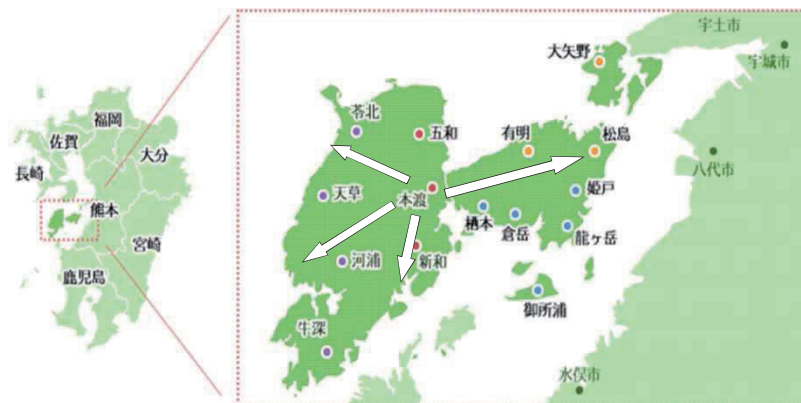 福岡
佐賀
大分
長崎
熊本
宮崎
鹿児島
宇土市
宇城市
大矢野
苓北
五和
有明
松島
八代市
天草
本渡
姫戸
栖本
倉岳
龍ヶ岳
河浦
新和
御所浦
牛深
水俣市